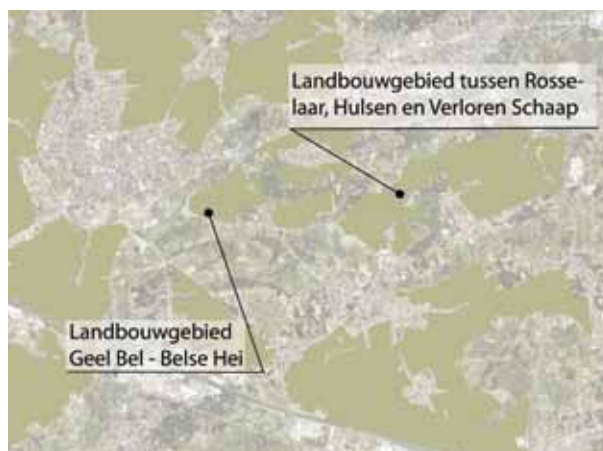 Landbouwgebied tussen Rosse-
laar, Hulsen en Verloren Schaap
Landbouwgebied
Geel Bel - Belse Hei